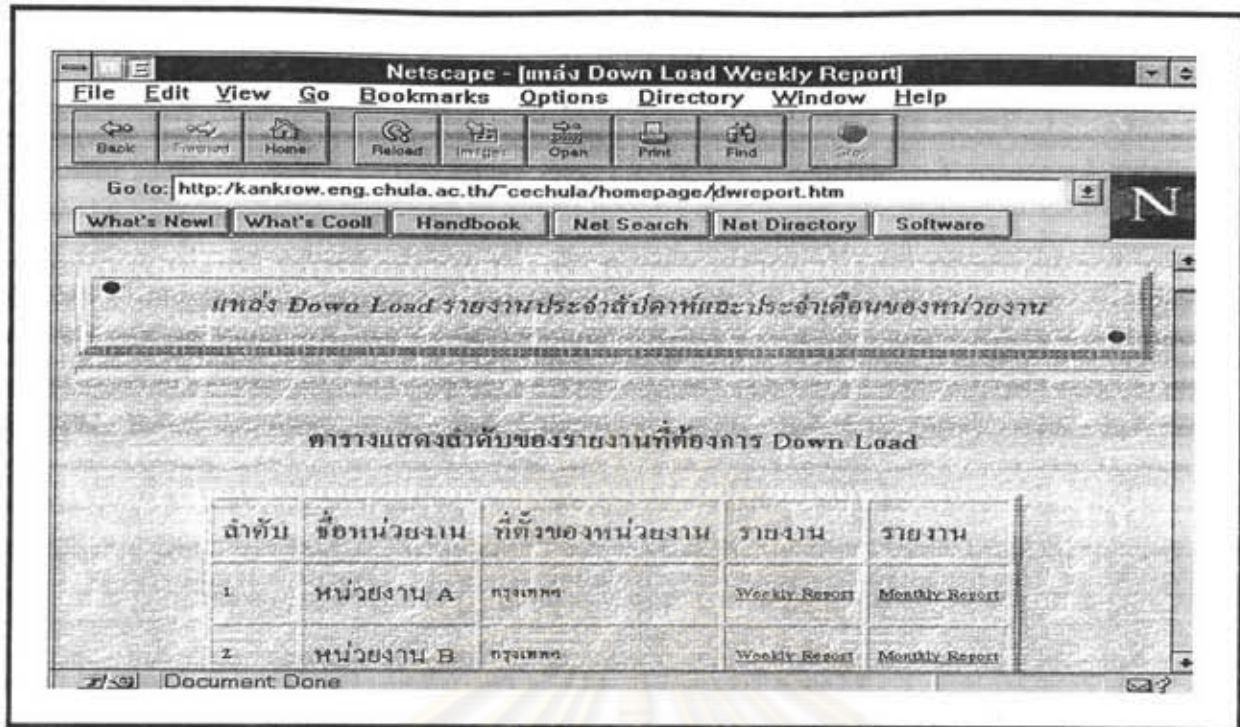 Netscape - [แหล่ง Down Load Weekly Report]
File Edit View Go Bookmarks Options Directory Window Help
Back Forward Home Reload Images Open Print Find Stop
Go to: http:/kankrow.eng.chula.ac.th/~cechula/homepage/dwreport.htm
N
What's New! What's Cool! Handbook Net Search Net Directory Software
แหล่ง Down Load รายงานประจำสัปดาห์และประจำเดือนของหน่วยงาน
ตารางแสดงลำดับของรายงานที่ต้องการ Down Load
ลำดับ ชื่อหน่วยงาน ที่ตั้งของหน่วยงาน รายงาน รายงาน
1 หน่วยงาน A กรุงเทพฯ Weekly Report Monthly Report
2 หน่วยงาน B กรุงเทพฯ Weekly Report Monthly Report
Document: Done